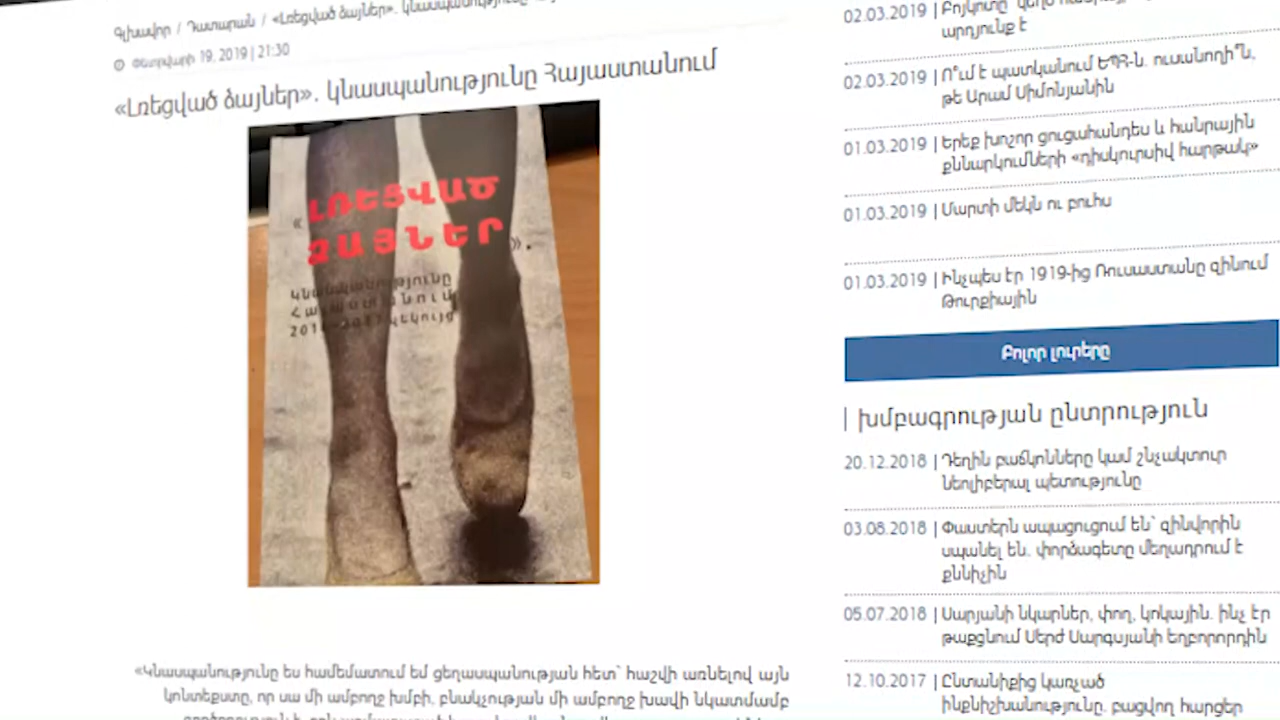 Գլխավոր / Դատարան / «Լռեցված ձայներ». կնասպանությունը
Փետրվարի 19, 2019 | 21:30
«Լռեցված ձայներ». կնասպանությունը Հայաստանում
«ԼՌԵՑՎԱԾ
ՁԱՅՆԵՐ».
կնասպանությունը
Հայաստանում
զեկույց
«Կնասպանությունը ես համեմատում եմ ցեղասպանության հետ՝ հաշվի առնելով այն
կոնտեքստը, որ սա մի ամբողջ խմբի, բնակչության մի ամբողջ խավի նկատմամբ
02.03.2019 | Բոյկոտը
արդյունք է
02.03.2019 | Ո՞ւմ է պատկանում ԵՊՀ-ն. ուսանողի՞ն,
թե Արամ Սիմոնյանին
01.03.2019 | Երեք խոշոր ցուցահանդես և հանրային
քննարկումների «դիսկուրսիվ հարթակ»
01.03.2019 | Մարտի մեկն ու բուհս
01.03.2019 | Ինչպես էր 1919-ից Ռուսաստանը զինում
Թուրքիային
Բոլոր լուրերը
| խմբագրության ընտրություն
20.12.2018 | Դեղին բաճկոնները կամ շնչակտուր
նեոլիբերալ պետությունը
03.08.2018 | Փաստերն ապացուցում են՝ զինվորին
սպանել են. փորձագետը մեղադրում է
քննիչին
05.07.2018 | Սարյանի նկարներ, փող, կոկային. ինչ էր
թաքցնում Սերժ Սարգսյանի եղբորորդին
12.10.2017 | Ընտանիքից կառչած
ինքնիշխանությունը. բացվող հարցեր